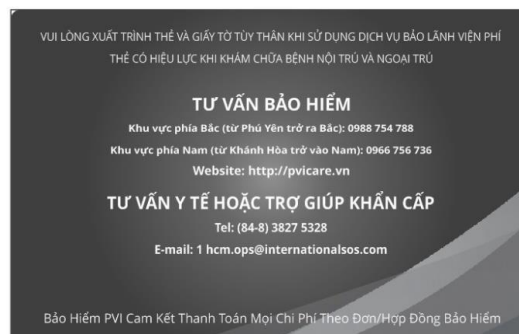 VUI LÒNG XUẤT TRÌNH THẺ VÀ GIẤY TỜ TÙY THÂN KHI SỬ DỤNG DỊCH VỤ BẢO LÃNH VIỆN PHÍ
THẺ CÓ HIỆU LỰC KHI KHÁM CHỮA BỆNH NỘI TRÚ VÀ NGOẠI TRÚ
TƯ VẤN BẢO HIỂM
Khu vực phía Bắc (từ Phú Yên trở ra Bắc): 0988 754 788
Khu vực phía Nam (từ Khánh Hòa trở vào Nam): 0966 756 736
Website: http://pvicare.vn
TƯ VẤN Y TẾ HOẶC TRỢ GIÚP KHẨN CẤP
Tel: (84-8) 3827 5328
E-mail: 1 hcm.ops@internationalsos.com
Bảo Hiểm PVI Cam Kết Thanh Toán Mọi Chi Phí Theo Đơn/Hợp Đồng Bảo Hiểm